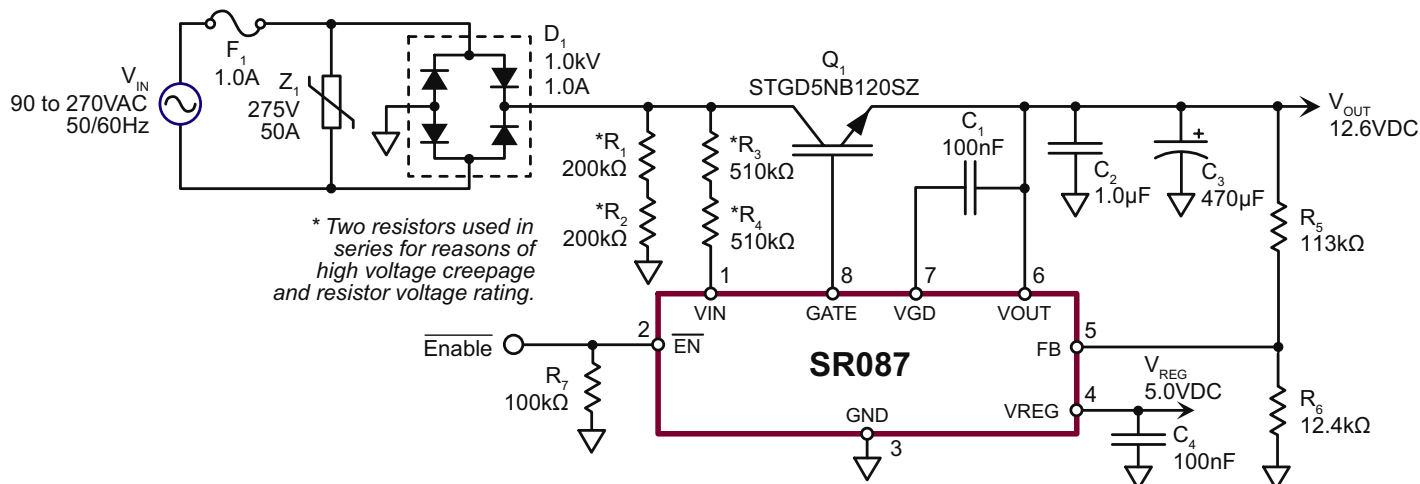 F1
1.0A
VIN
90 to 270VAC
50/60Hz
Z1
275V
50A
D1
1.0kV
1.0A
*R1
200kΩ
*R2
200kΩ
*R3
510kΩ
*R4
510kΩ
* Two resistors used in
series for reasons of
high voltage creepage
and resistor voltage rating.
Q1
STGD5NB120SZ
C1
100nF
C2
1.0µF
+
C3
470µF
VOUT
12.6VDC
R5
113kΩ
1
8
7
6
VIN
GATE
VGD
VOUT
Enable
2
EN
SR087
FB
5
R7
100kΩ
GND
3
VREG
4
VREG
5.0VDC
C4
100nF
R6
12.4kΩ